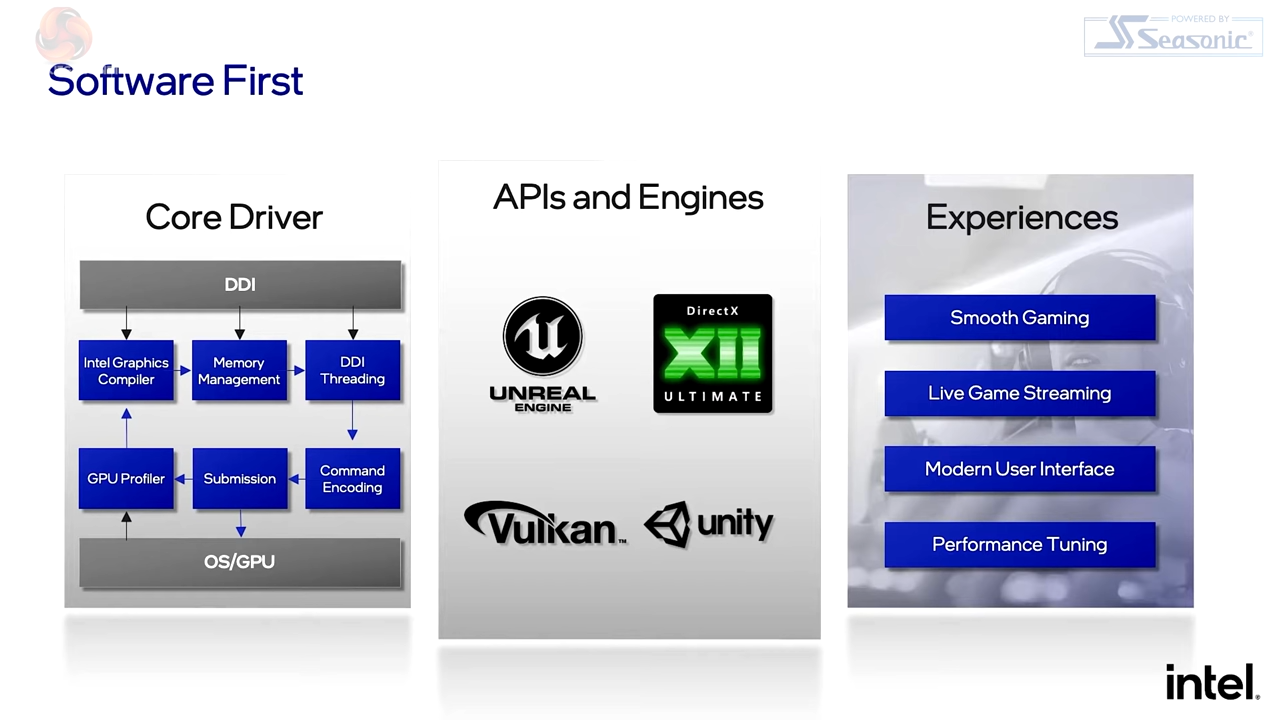 POWERED BY
Seasonic®
Software First
Core Driver
DDI
Intel Graphics
Compiler
Memory
Management
DDI
Threading
GPU Profiler
Submission
Command
Encoding
OS/GPU
APIs and Engines
UNREAL
ENGINE
DirectX
XII
ULTIMATE
Vulkan™
unity
Experiences
Smooth Gaming
Live Game Streaming
Modern User Interface
Performance Tuning
intel®